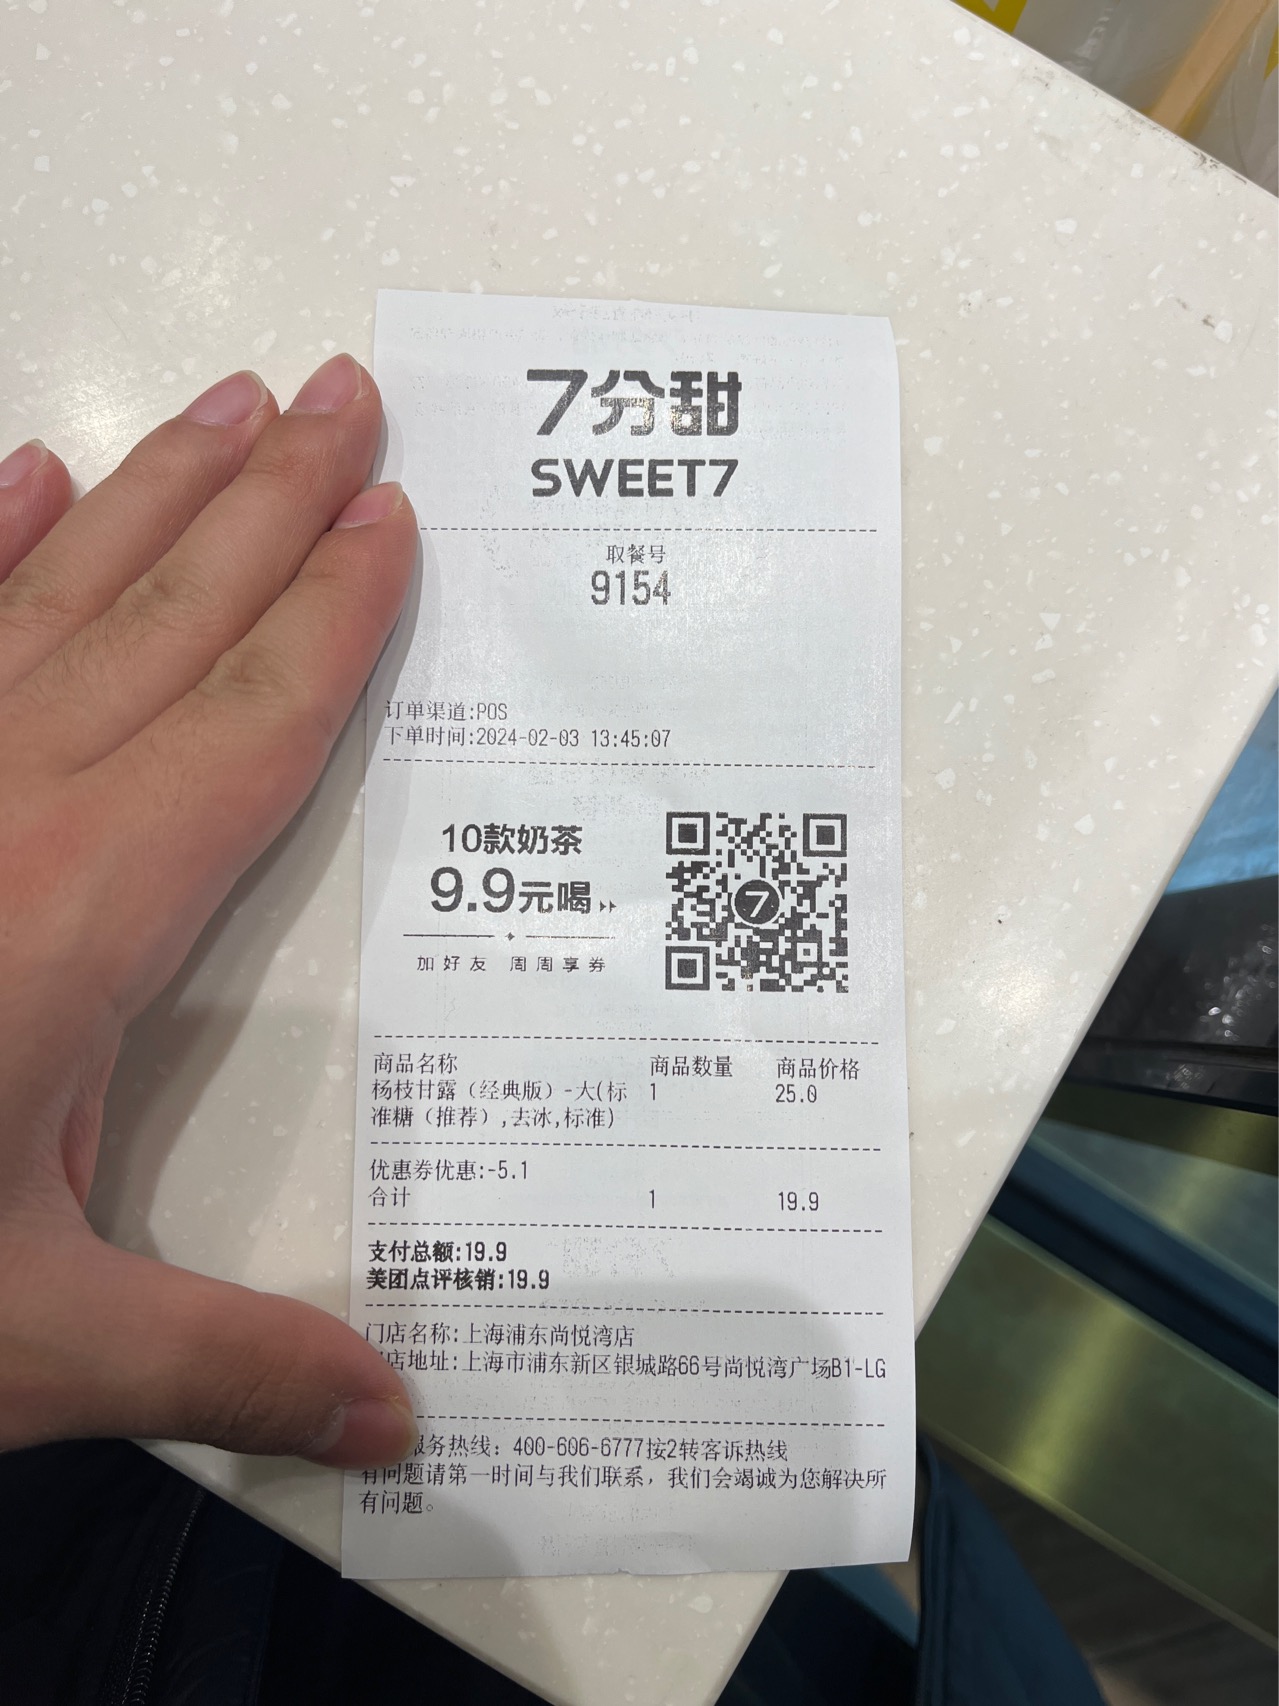 7分甜
SWEET7
取餐号
9154
订单渠道:POS
下单时间:2024-02-03 13:45:07
10款奶茶
9.9元喝
加好友 周周享券
7
商品名称 商品数量 商品价格
杨枝甘露（经典版）-大(标 1 25.0
准糖（推荐）,去冰,标准)
优惠券优惠:-5.1
合计 1 19.9
支付总额:19.9
美团点评核销:19.9
门店名称:上海浦东尚悦湾店
店地址:上海市浦东新区银城路66号尚悦湾广场B1-LG
服务热线: 400-606-6777按2转客诉热线
有问题请第一时间与我们联系，我们会竭诚为您解决所
有问题。